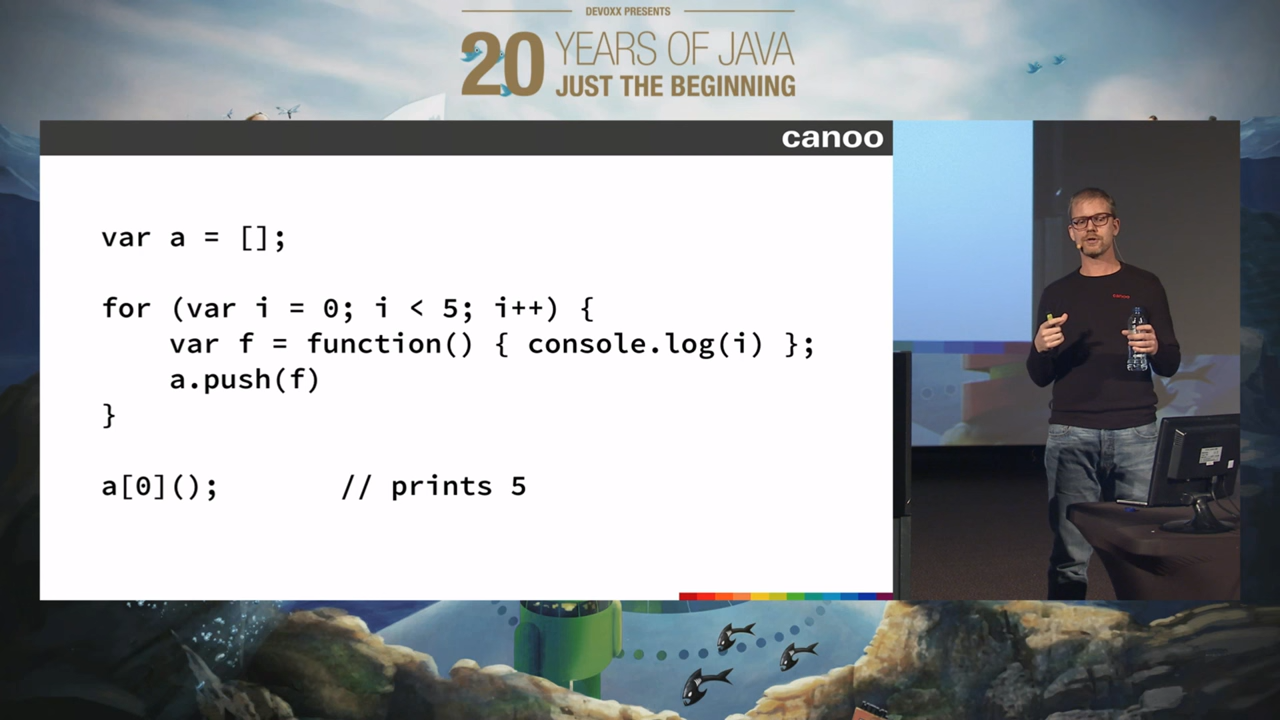 DEVOXX PRESENTS
20 YEARS OF JAVA
JUST THE BEGINNING
canoo
var a = [];
for (var i = 0; i < 5; i++) {
    var f = function() { console.log(i) };
    a.push(f)
}
a[0]();       // prints 5
canoo